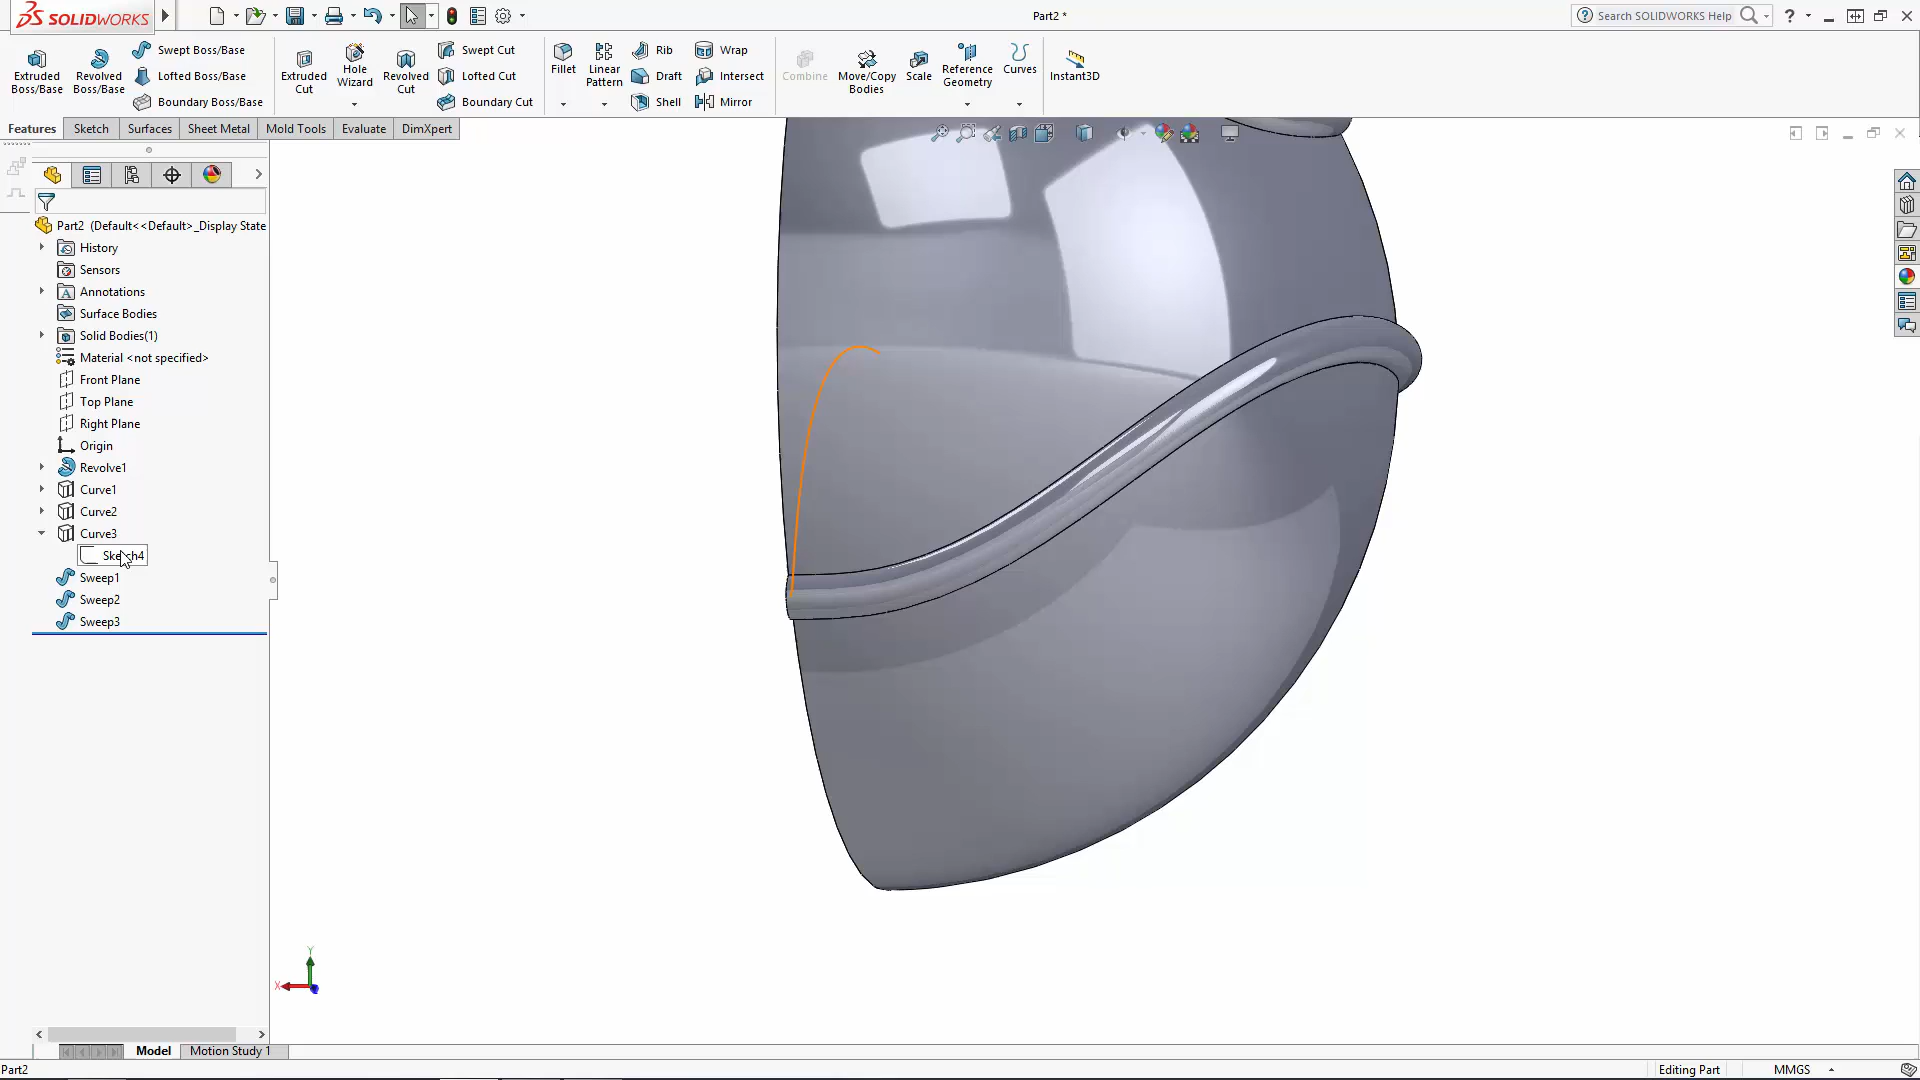 SOLIDWORKS
Part2 *
Search SOLIDWORKS Help
Extruded Boss/Base
Revolved Boss/Base
Swept Boss/Base
Lofted Boss/Base
Boundary Boss/Base
Extruded Cut
Hole Wizard
Revolved Cut
Swept Cut
Lofted Cut
Boundary Cut
Fillet
Linear Pattern
Rib
Draft
Shell
Wrap
Intersect
Mirror
Combine
Move/Copy Bodies
Scale
Reference Geometry
Curves
Instant3D
Features
Sketch
Surfaces
Sheet Metal
Mold Tools
Evaluate
DimXpert
Part2 (Default<<Default>_Display State
History
Sensors
Annotations
Surface Bodies
Solid Bodies(1)
Material <not specified>
Front Plane
Top Plane
Right Plane
Origin
Revolve1
Curve1
Curve2
Curve3
Sketch4
Sweep1
Sweep2
Sweep3
Y
X
Model
Motion Study 1
Part2
Editing Part
MMGS